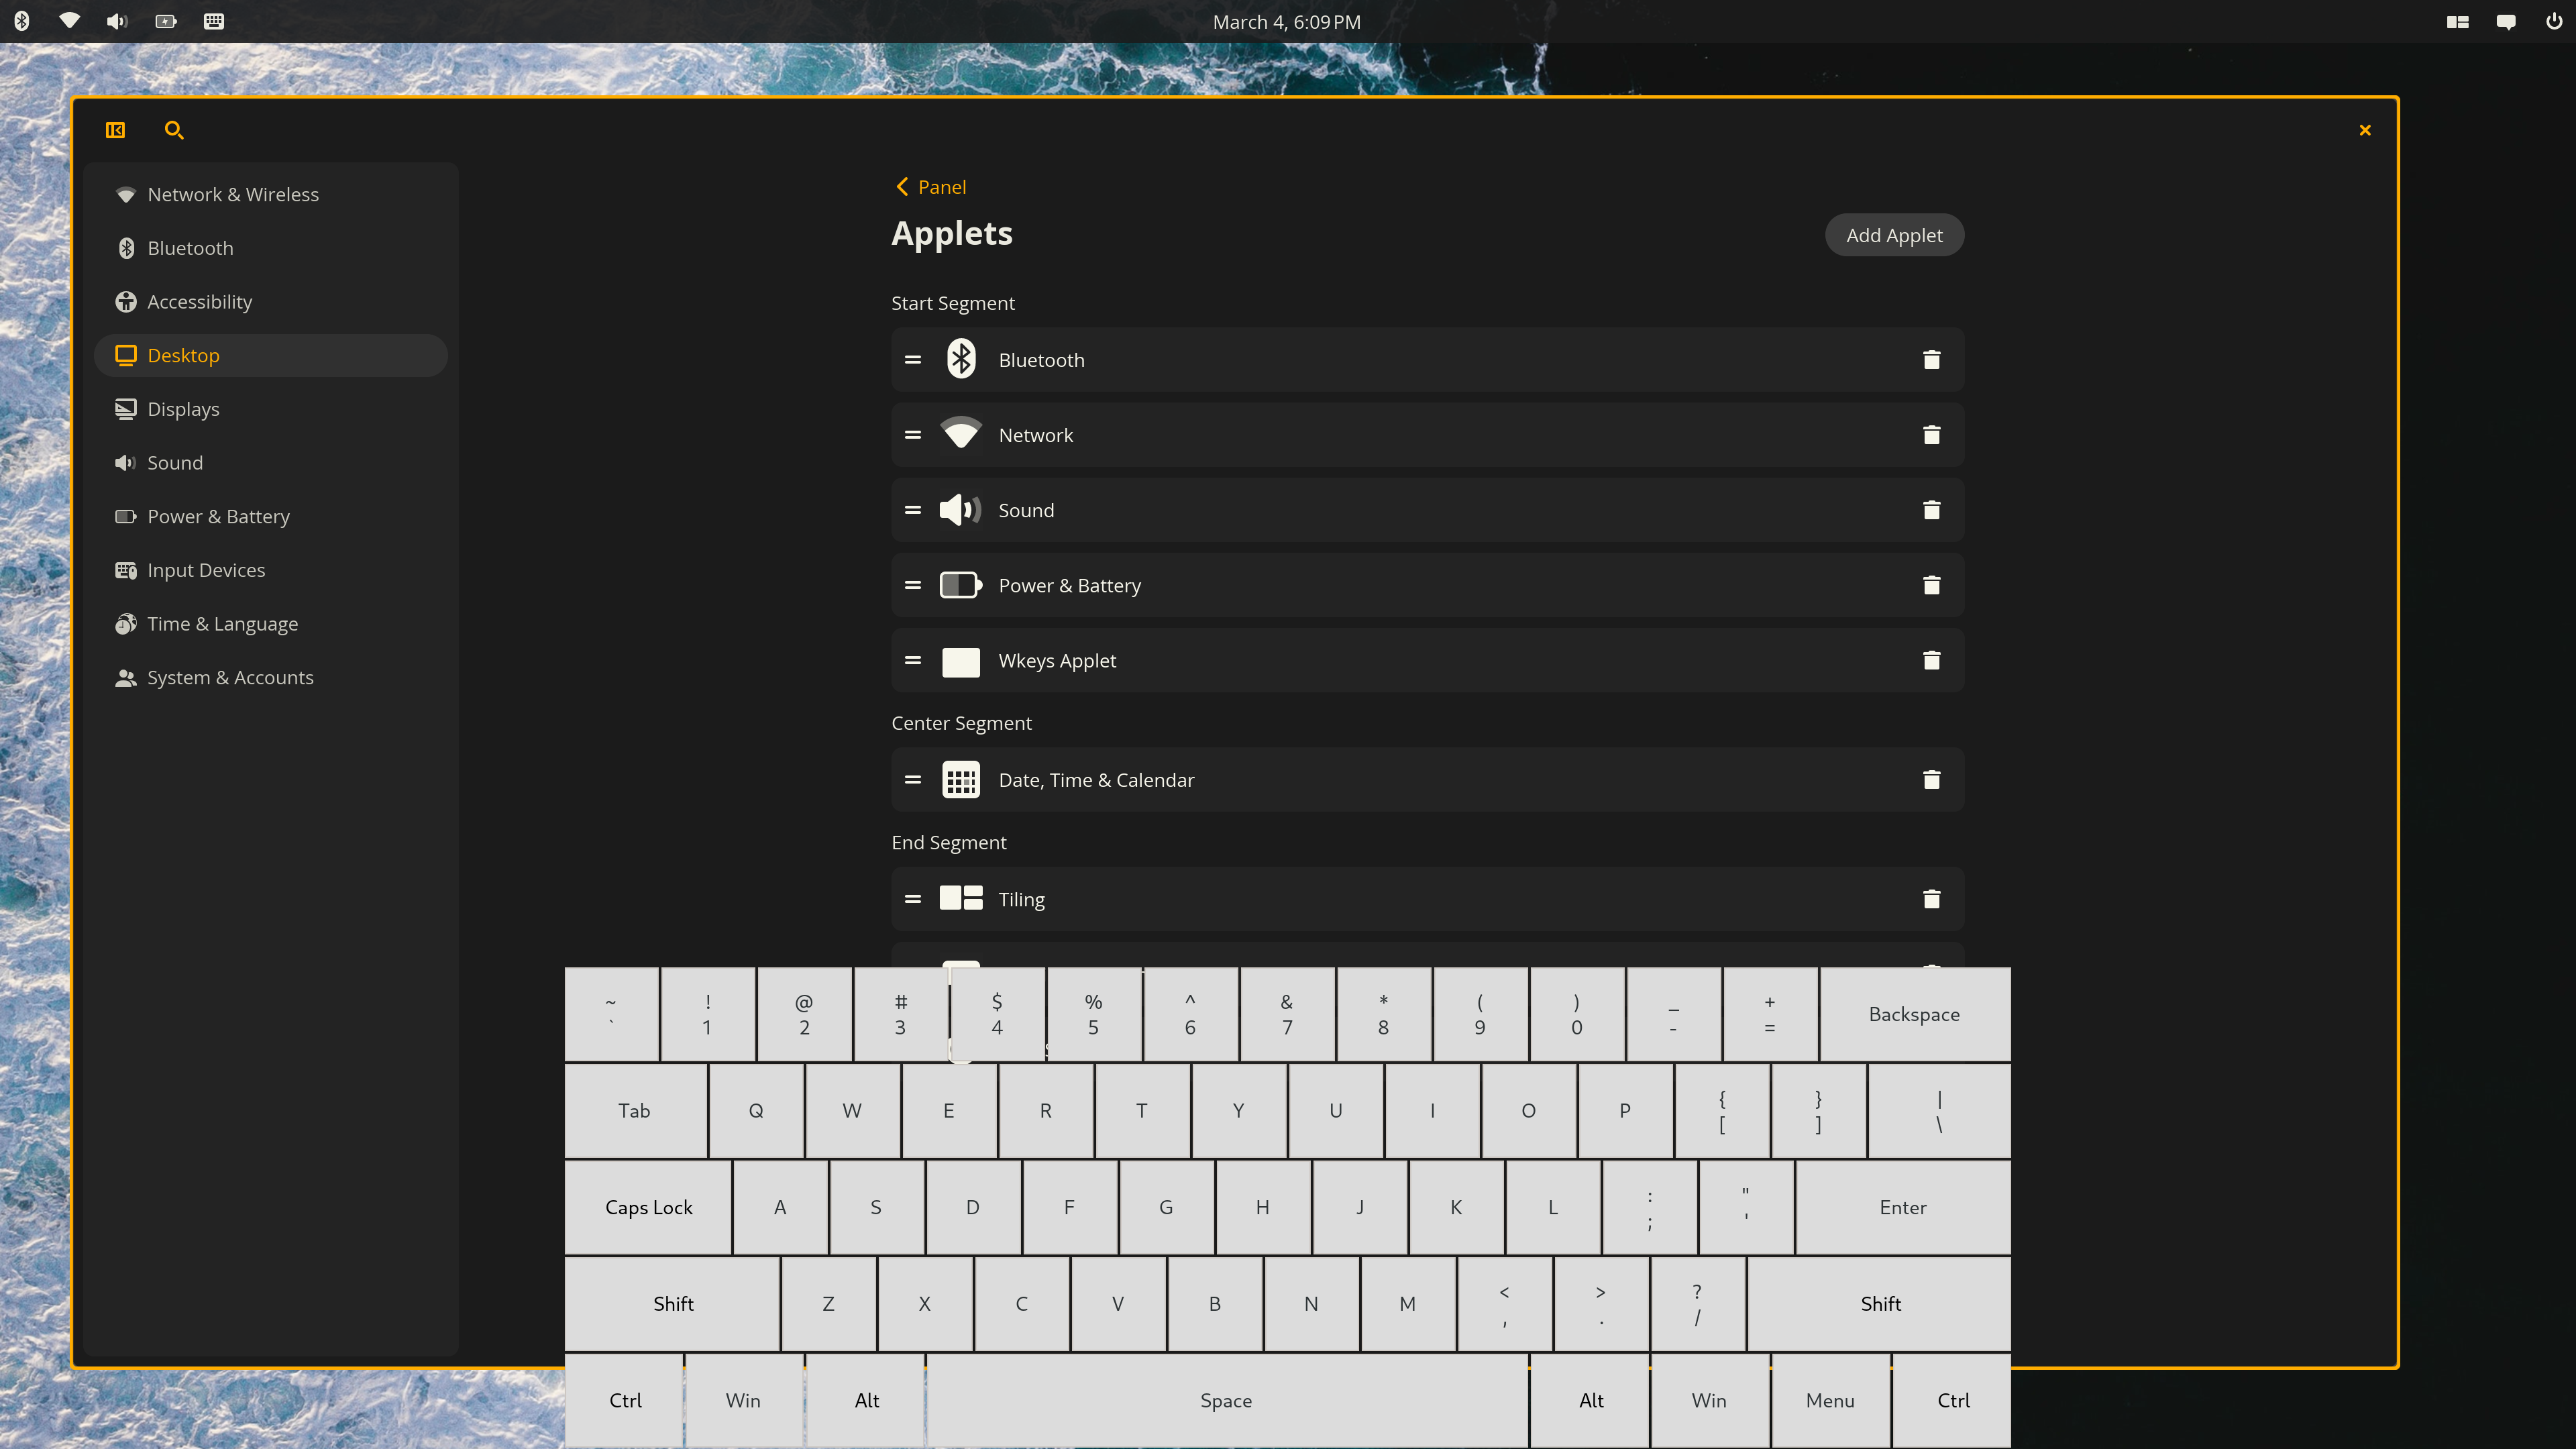 March 4, 6:09 PM
Network & Wireless
Bluetooth
Accessibility
Desktop
Displays
Sound
Power & Battery
Input Devices
Time & Language
System & Accounts
Panel
Applets
Add Applet
Start Segment
Bluetooth
Network
Sound
Power & Battery
Wkeys Applet
Center Segment
Date, Time & Calendar
End Segment
Tiling
~ ! @ # $ % ^ & * ( ) _ +
` 1 2 3 4 5 6 7 8 9 0 - = Backspace
Tab Q W E R T Y U I O P { [ } ] | \
Caps Lock A S D F G H J K L : ; " ' Enter
Shift Z X C V B N M < , > . ? / Shift
Ctrl Win Alt Space Alt Win Menu Ctrl